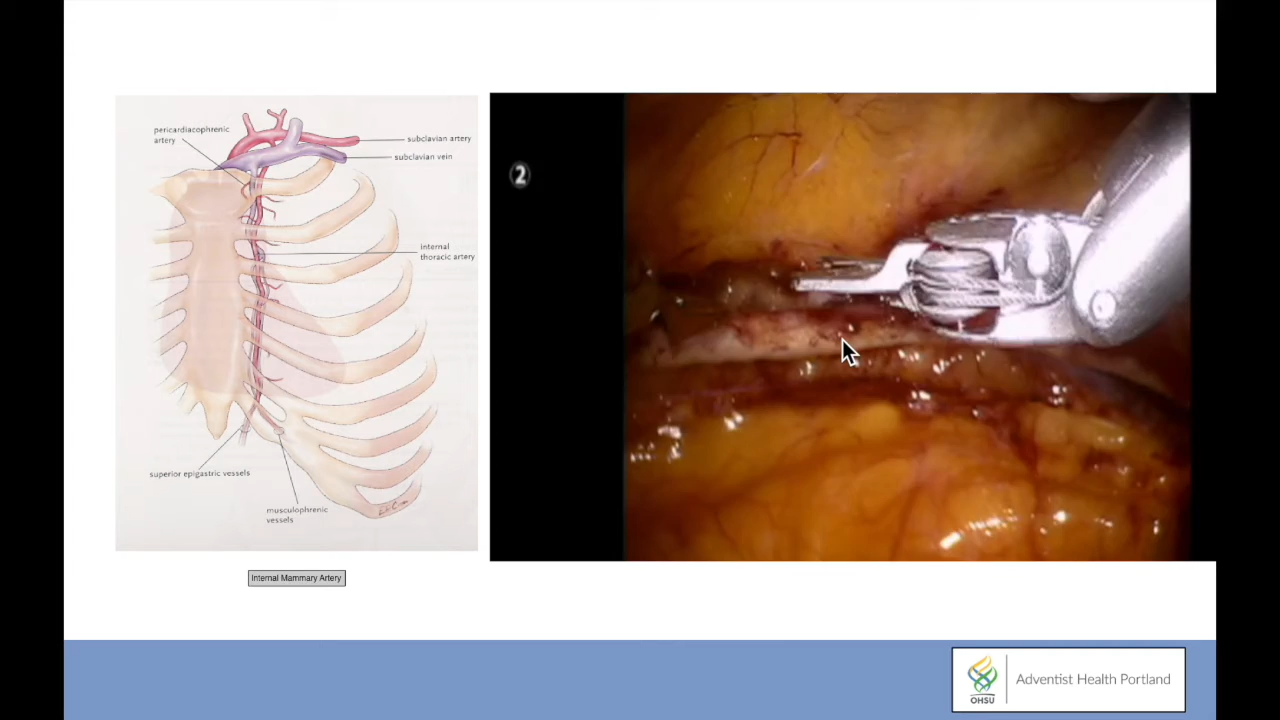 pericardiacophrenic
artery
subclavian artery
subclavian vein
internal
thoracic artery
superior epigastric vessels
musculophrenic
vessels
Internal Mammary Artery
2
OHSU
Adventist Health Portland